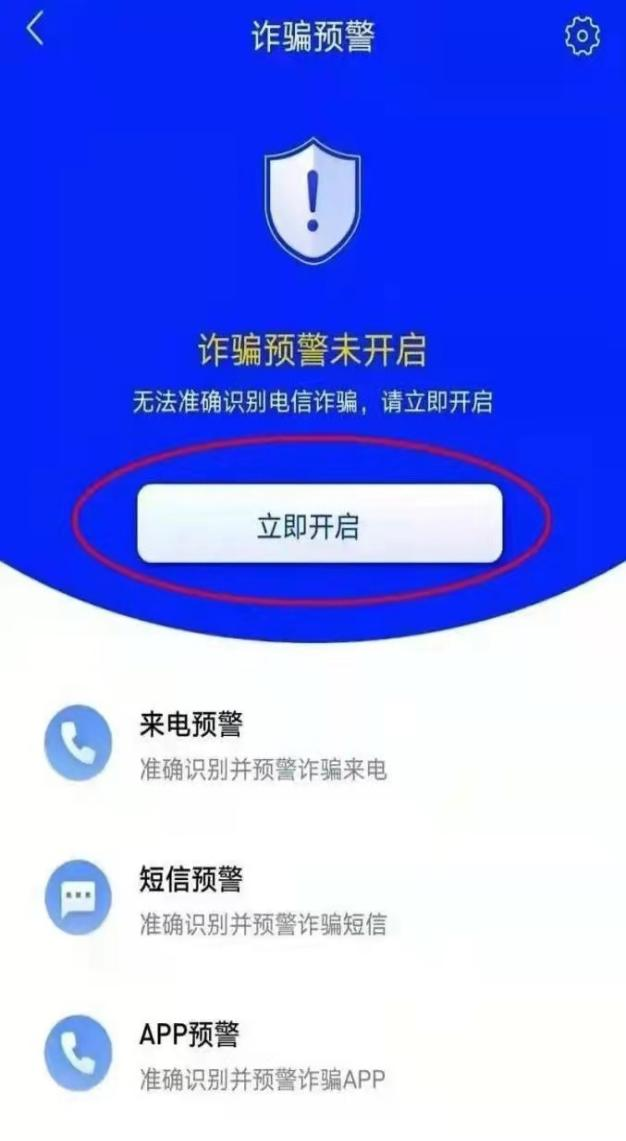 诈骗预警
诈骗预警未开启
无法准确识别电信诈骗，请立即开启
立即开启
来电预警
准确识别并预警诈骗来电
短信预警
准确识别并预警诈骗短信
APP预警
准确识别并预警诈骗APP